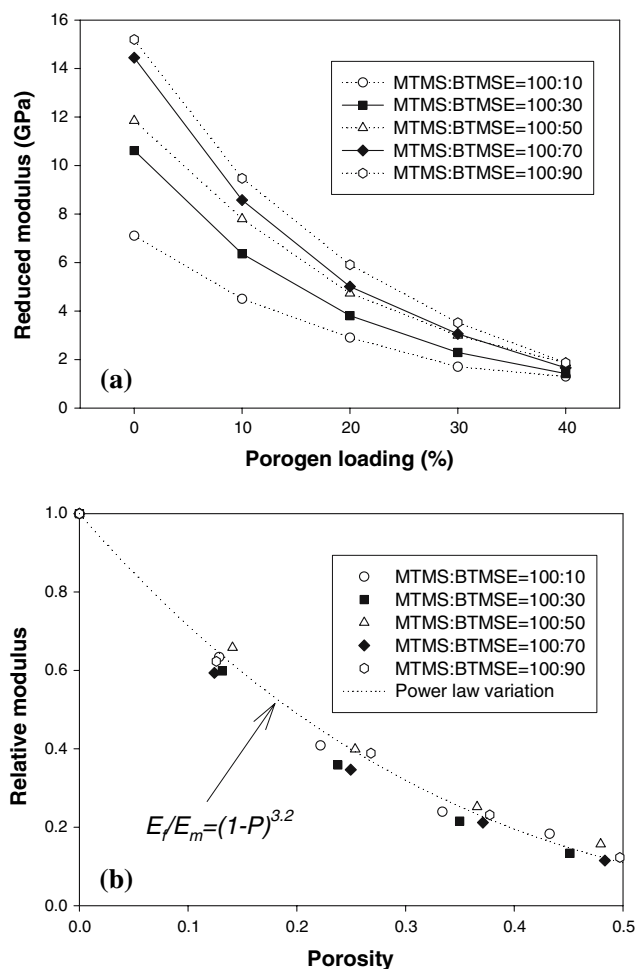 16
14
12
10
8
6
4
2
0
Reduced modulus (GPa)
MTMS:BTMSE=100:10
MTMS:BTMSE=100:30
MTMS:BTMSE=100:50
MTMS:BTMSE=100:70
MTMS:BTMSE=100:90
(a)
0 10 20 30 40
Porogen loading (%)
1.0
0.8
0.6
0.4
0.2
0.0
Relative modulus
MTMS:BTMSE=100:10
MTMS:BTMSE=100:30
MTMS:BTMSE=100:50
MTMS:BTMSE=100:70
MTMS:BTMSE=100:90
Power law variation
E_f/E_m=(1-P)^3.2
(b)
0.0 0.1 0.2 0.3 0.4 0.5
Porosity